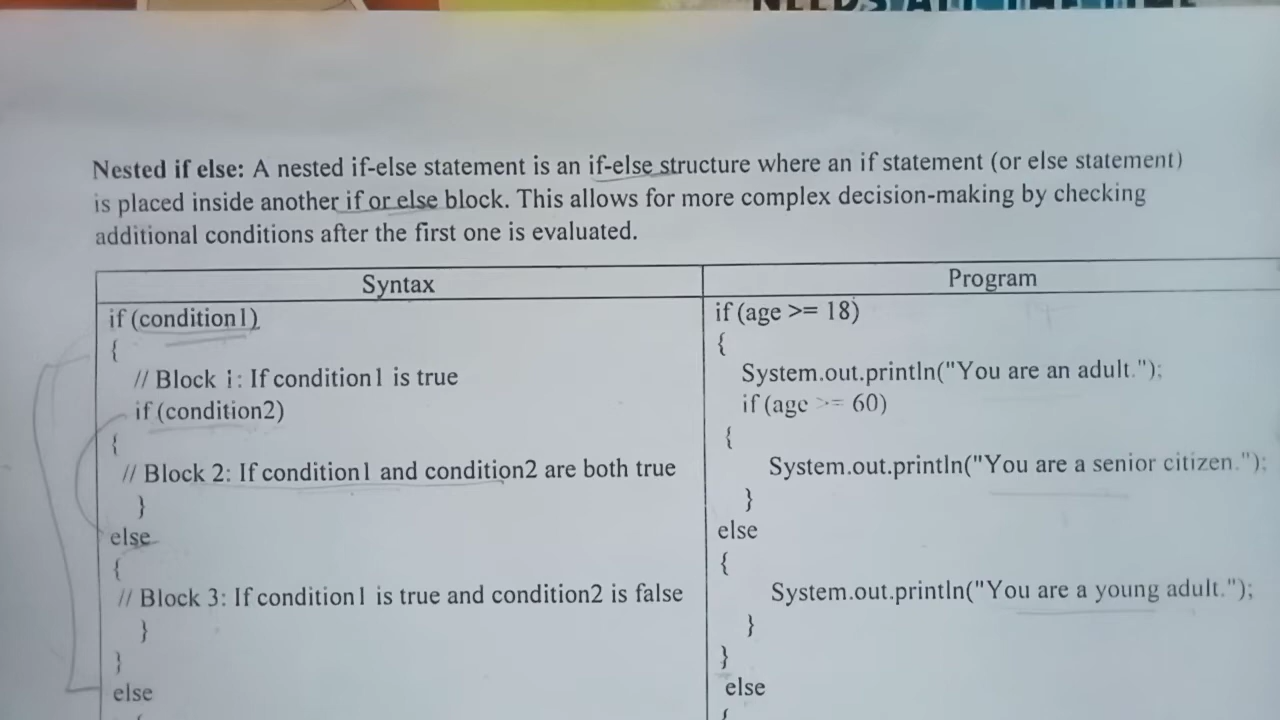 Nested if else: A nested if-else statement is an if-else structure where an if statement (or else statement)
is placed inside another if or else block. This allows for more complex decision-making by checking
additional conditions after the first one is evaluated.
Syntax
if (condition1)
{
// Block 1: If condition1 is true
if (condition2)
{
// Block 2: If condition1 and condition2 are both true
}
else
{
// Block 3: If condition1 is true and condition2 is false
}
}
else
{
Program
if (age >= 18)
{
System.out.println("You are an adult.");
if (age >= 60)
{
System.out.println("You are a senior citizen.");
}
else
{
System.out.println("You are a young adult.");
}
}
else
{